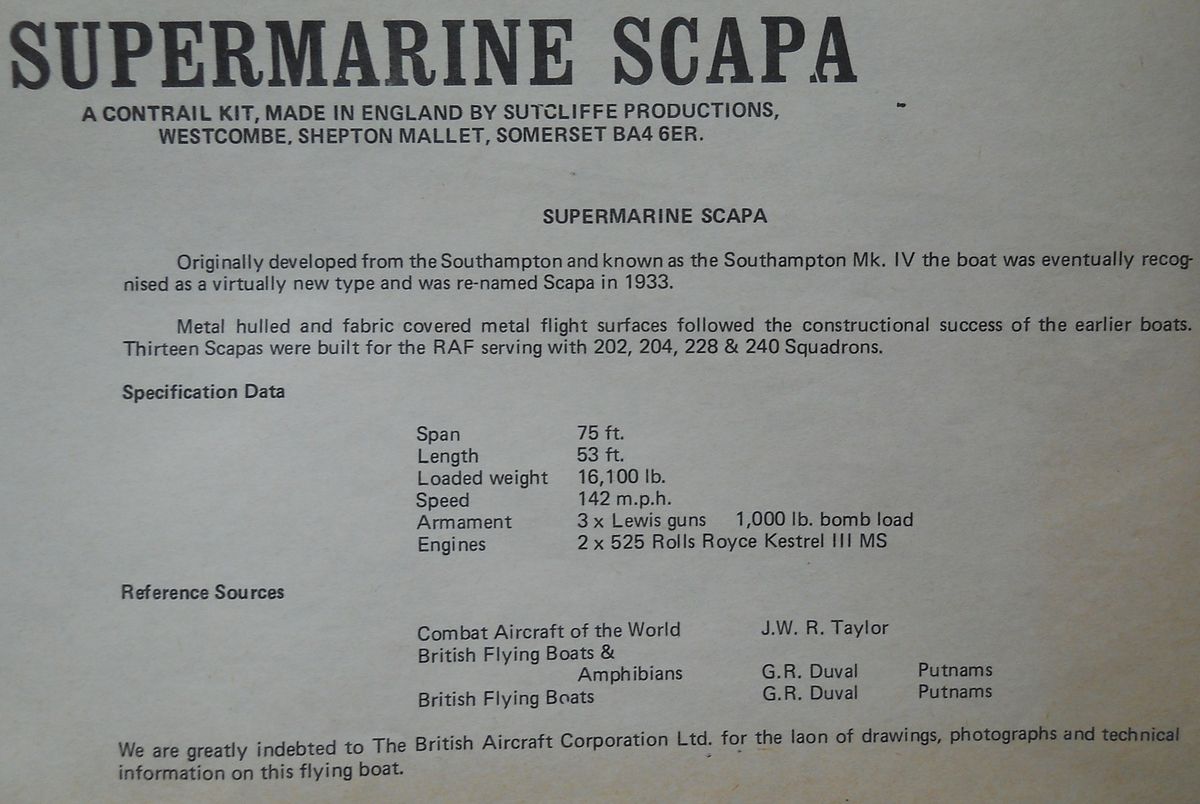 SUPERMARINE SCAPA
A CONTRAIL KIT, MADE IN ENGLAND BY SUTCLIFFE PRODUCTIONS,
WESTCOMBE, SHEPTON MALLET, SOMERSET BA4 6ER.
SUPERMARINE SCAPA
Originally developed from the Southampton and known as the Southampton Mk. IV the boat was eventually recog-
nised as a virtually new type and was re-named Scapa in 1933.
Metal hulled and fabric covered metal flight surfaces followed the constructional success of the earlier boats.
Thirteen Scapas were built for the RAF serving with 202, 204, 228 & 240 Squadrons.
Specification Data
Span 75 ft.
Length 53 ft.
Loaded weight 16,100 lb.
Speed 142 m.p.h.
Armament 3 x Lewis guns 1,000 lb. bomb load
Engines 2 x 525 Rolls Royce Kestrel III MS
Reference Sources
Combat Aircraft of the World J.W. R. Taylor
British Flying Boats &
Amphibians G.R. Duval Putnams
British Flying Boats G.R. Duval Putnams
We are greatly indebted to The British Aircraft Corporation Ltd. for the laon of drawings, photographs and technical
information on this flying boat.